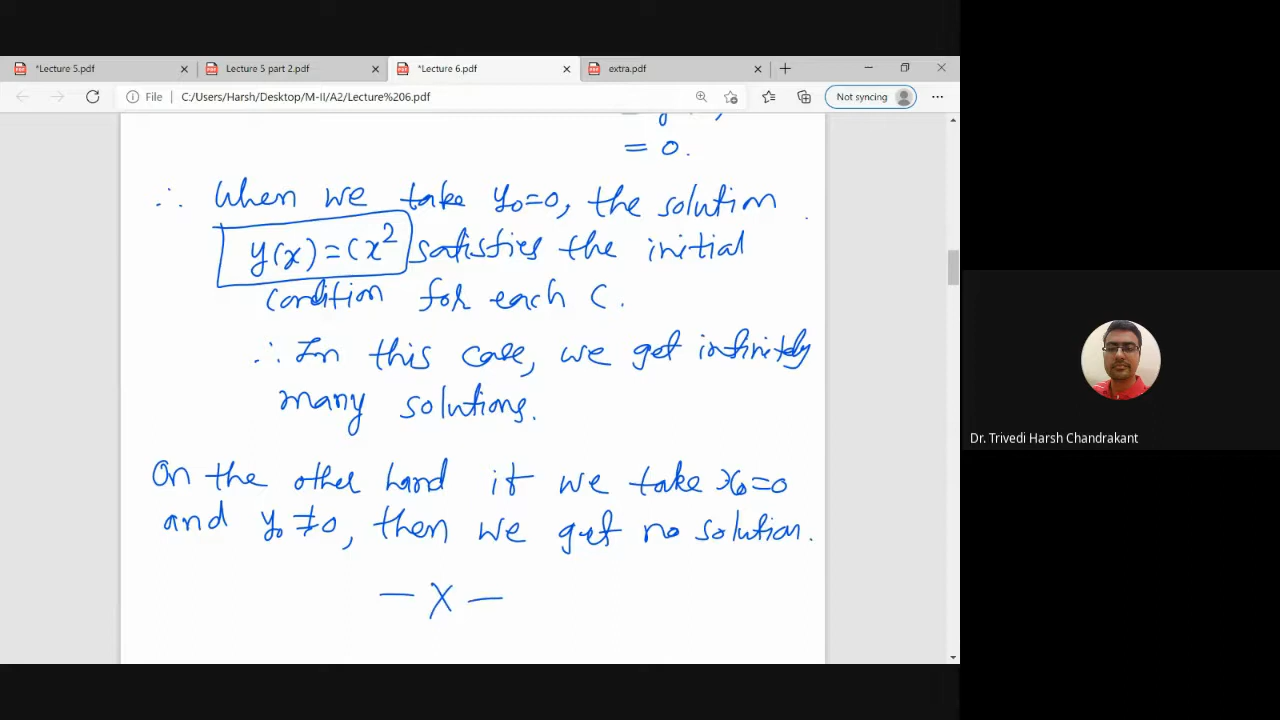 *Lecture 5.pdf
Lecture 5 part 2.pdf
*Lecture 6.pdf
extra.pdf
File
C:/Users/Harsh/Desktop/M-II/A2/Lecture%206.pdf
Not syncing
= 0.
∴ When we take y₀=0, the solution
y(x) = Cx² satisfies the initial
condition for each C.
∴ In this case, we get infinitely
many solutions.
On the other hand if we take x₀=0
and y₀ ≠0, then we get no solution.
— X —
Dr. Trivedi Harsh Chandrakant